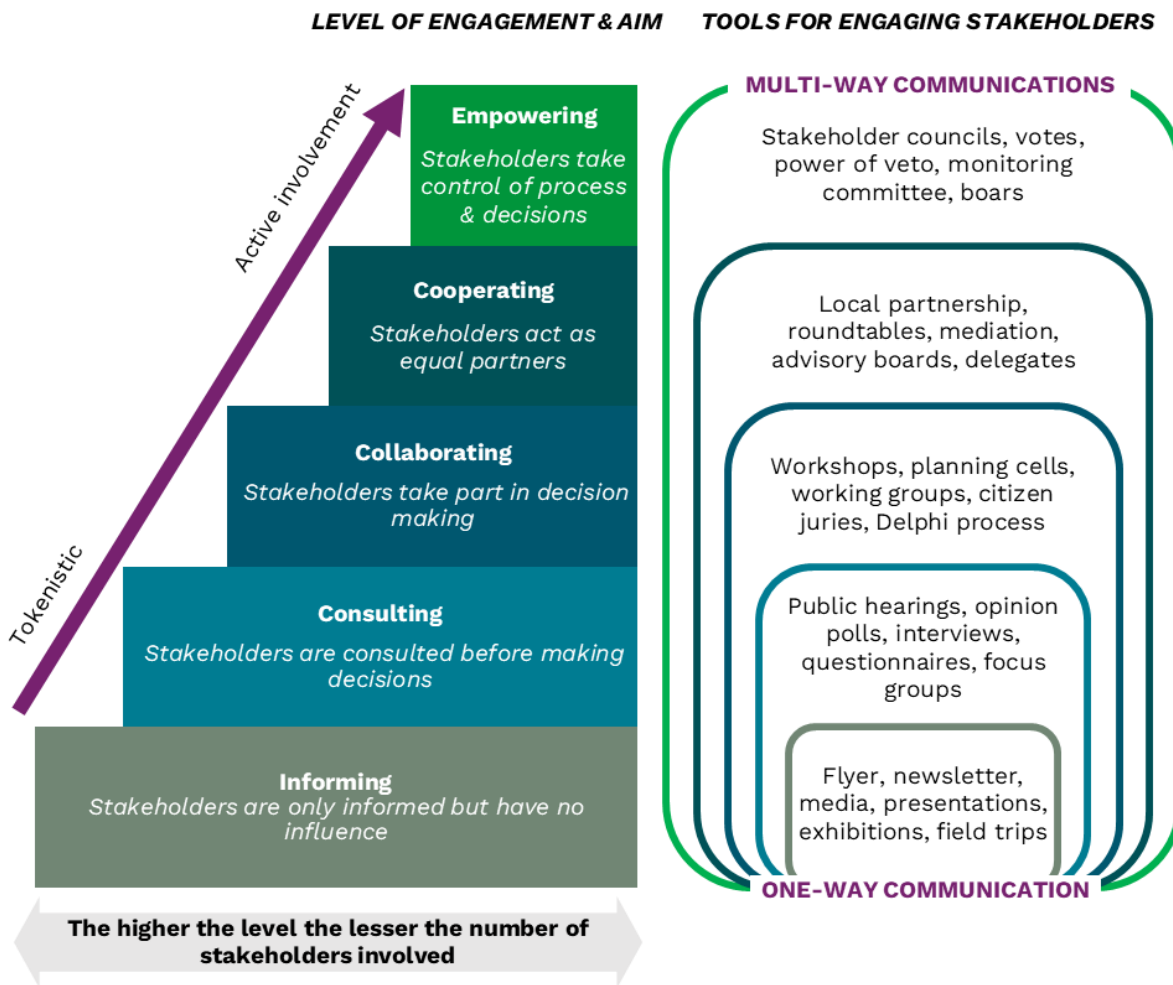 LEVEL OF ENGAGEMENT & AIM
TOOLS FOR ENGAGING STAKEHOLDERS
Active involvement
Tokenistic
Empowering
Stakeholders take
control of process
& decisions
Cooperating
Stakeholders act as
equal partners
Collaborating
Stakeholders take part in decision
making
Consulting
Stakeholders are consulted before making
decisions
Informing
Stakeholders are only informed but have no
influence
The higher the level the lesser the number of
stakeholders involved
MULTI-WAY COMMUNICATIONS
Stakeholder councils, votes,
power of veto, monitoring
committee, boars
Local partnership,
roundtables, mediation,
advisory boards, delegates
Workshops, planning cells,
working groups, citizen
juries, Delphi process
Public hearings, opinion
polls, interviews,
questionnaires, focus
groups
Flyer, newsletter,
media, presentations,
exhibitions, field trips
ONE-WAY COMMUNICATION